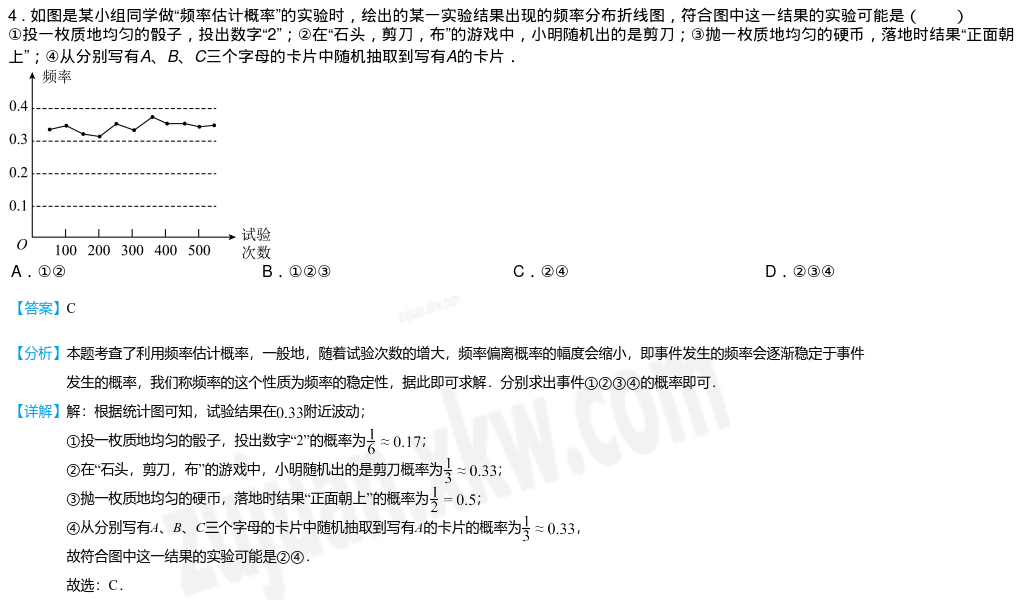 4．如图是某小组同学做“频率估计概率”的实验时，绘出的某一实验结果出现的频率分布折线图，符合图中这一结果的实验可能是（　　）
①投一枚质地均匀的骰子，投出数字“2”；②在“石头，剪刀，布”的游戏中，小明随机出的是剪刀；③抛一枚质地均匀的硬币，落地时结果“正面朝
上”；④从分别写有A、B、C三个字母的卡片中随机抽取到写有A的卡片．
频率
0.4
0.3
0.2
0.1
O
100 200 300 400 500
试验
次数
A．①② B．①②③ C．②④ D．②③④
【答案】C
【分析】本题考查了利用频率估计概率，一般地，随着试验次数的增大，频率偏离概率的幅度会缩小，即事件发生的频率会逐渐稳定于事件
发生的概率，我们称频率的这个性质为频率的稳定性，据此即可求解．分别求出事件①②③④的概率即可．
【详解】解：根据统计图可知，试验结果在0.33附近波动；
①投一枚质地均匀的骰子，投出数字“2”的概率为1/6≈0.17；
②在“石头，剪刀，布”的游戏中，小明随机出的是剪刀概率为1/3≈0.33；
③抛一枚质地均匀的硬币，落地时结果“正面朝上”的概率为1/2=0.5；
④从分别写有A、B、C三个字母的卡片中随机抽取到写有A的卡片的概率为1/3≈0.33，
故符合图中这一结果的实验可能是②④．
故选：C．
zujuan.xkw.com
zujuan.xkw.com